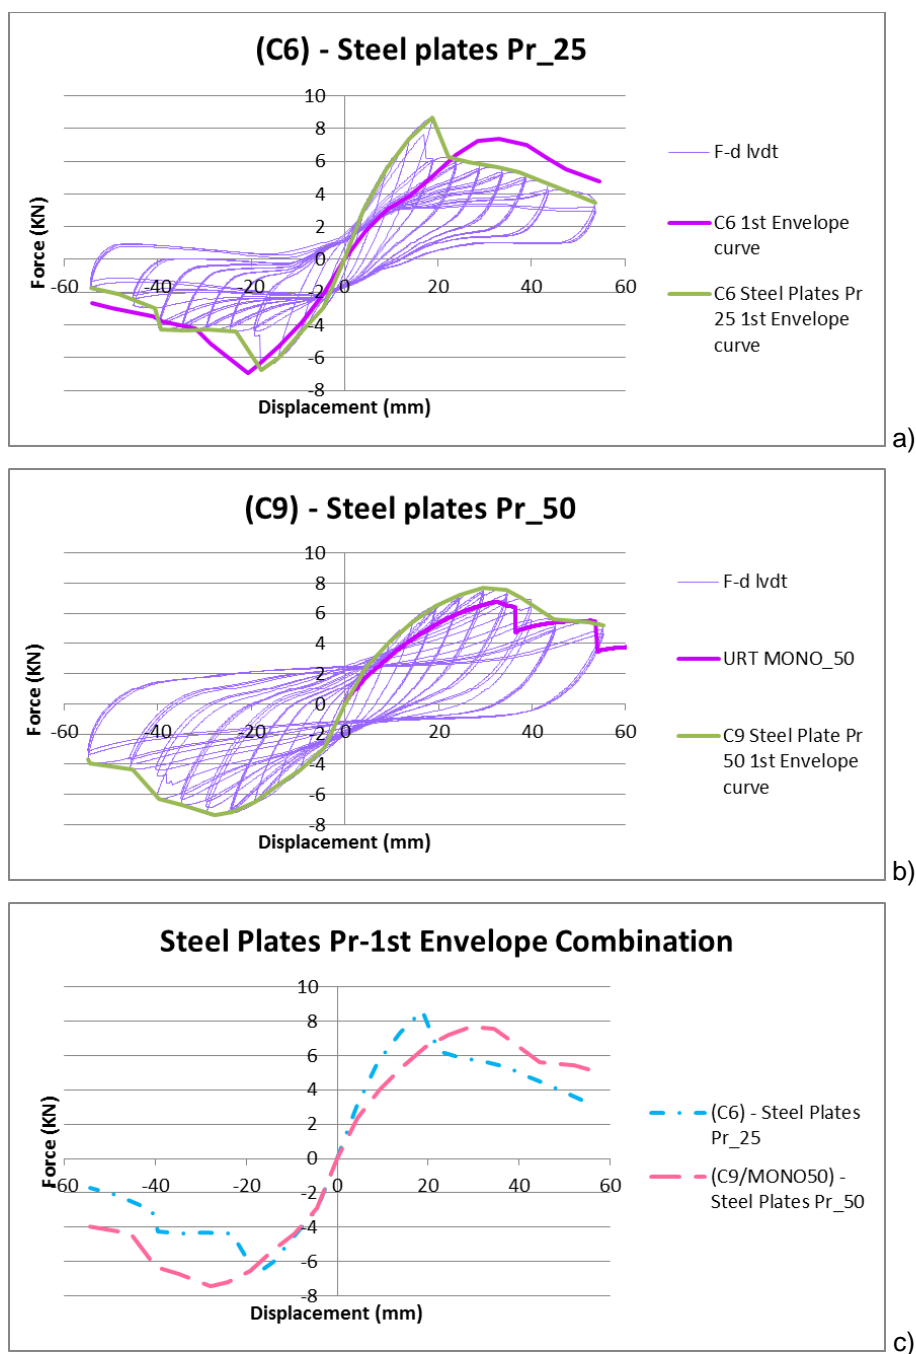 (C6) - Steel plates Pr_25
10
8
6
4
2
0
-2
-4
-6
-8
-60
-40
-20
0
20
40
60
Force (KN)
Displacement (mm)
F-d lvdt
C6 1st Envelope
curve
C6 Steel Plates Pr
25 1st Envelope
curve
a)
(C9) - Steel plates Pr_50
10
8
6
4
2
0
-2
-4
-6
-8
-60
-40
-20
0
20
40
60
Force (KN)
Displacement (mm)
F-d lvdt
URT MONO_50
C9 Steel Plate Pr
50 1st Envelope
curve
b)
Steel Plates Pr-1st Envelope Combination
10
8
6
4
2
0
-2
-4
-6
-8
-60
-40
-20
0
20
40
60
Force (KN)
Displacement (mm)
(C6) - Steel Plates
Pr_25
(C9/MONO50) -
Steel Plates Pr_50
c)